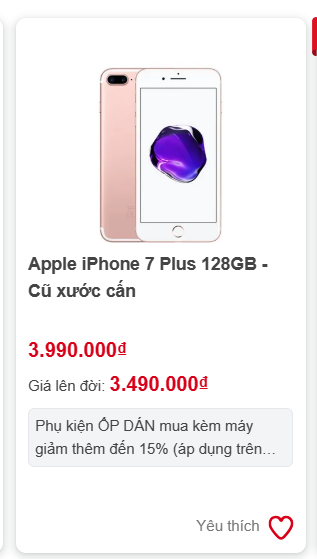 Apple iPhone 7 Plus 128GB -
Cũ xước cấn
3.990.000₫
Giá lên đời: 3.490.000₫
Phụ kiện ỐP DÁN mua kèm máy
giảm thêm đến 15% (áp dụng trên...
Yêu thích